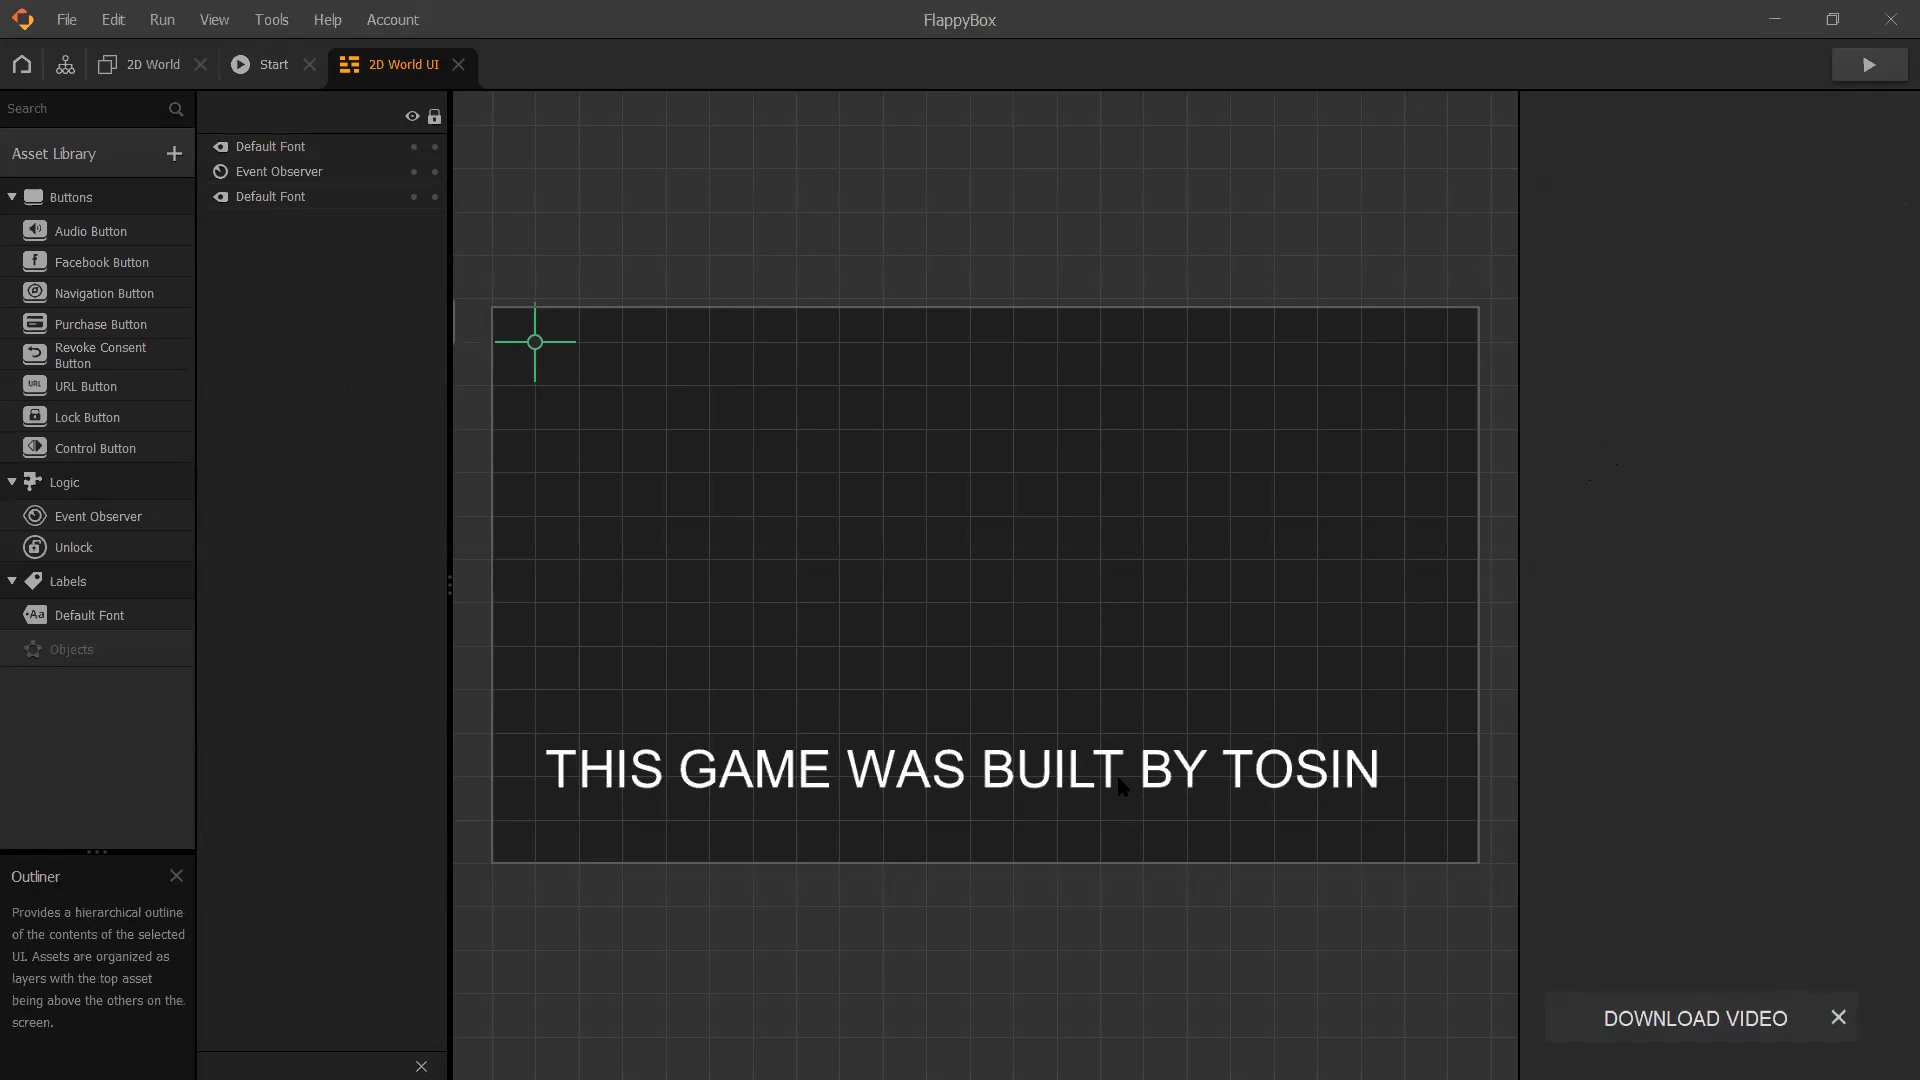 File Edit Run View Tools Help Account
FlappyBox
2D World
Start
2D World UI
Search
Asset Library
Buttons
Audio Button
Facebook Button
Navigation Button
Purchase Button
Revoke Consent
Button
URL Button
Lock Button
Control Button
Logic
Event Observer
Unlock
Labels
Default Font
Objects
Default Font
Event Observer
Default Font
THIS GAME WAS BUILT BY TOSIN
Outliner
Provides a hierarchical outline
of the contents of the selected
UI. Assets are organized as
layers with the top asset
being above the others on the
screen.
DOWNLOAD VIDEO